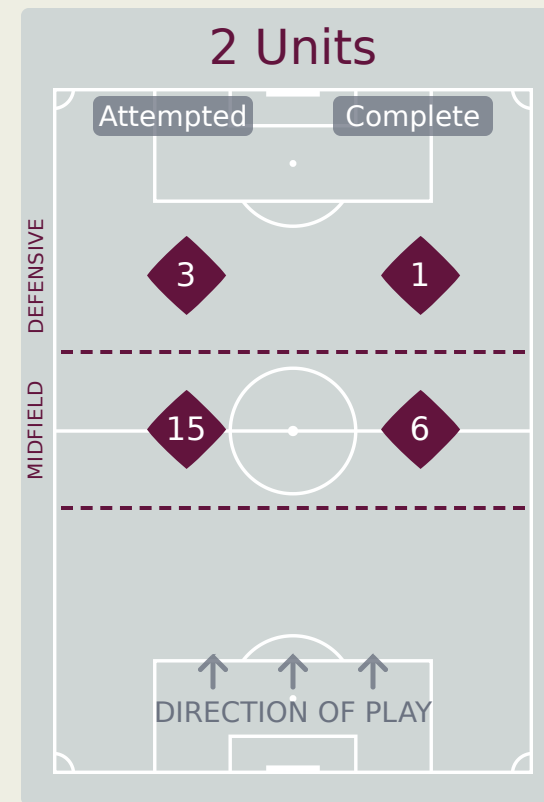 2 Units
Attempted
Complete
DEFENSIVE
3
1
MIDFIELD
15
6
DIRECTION OF PLAY